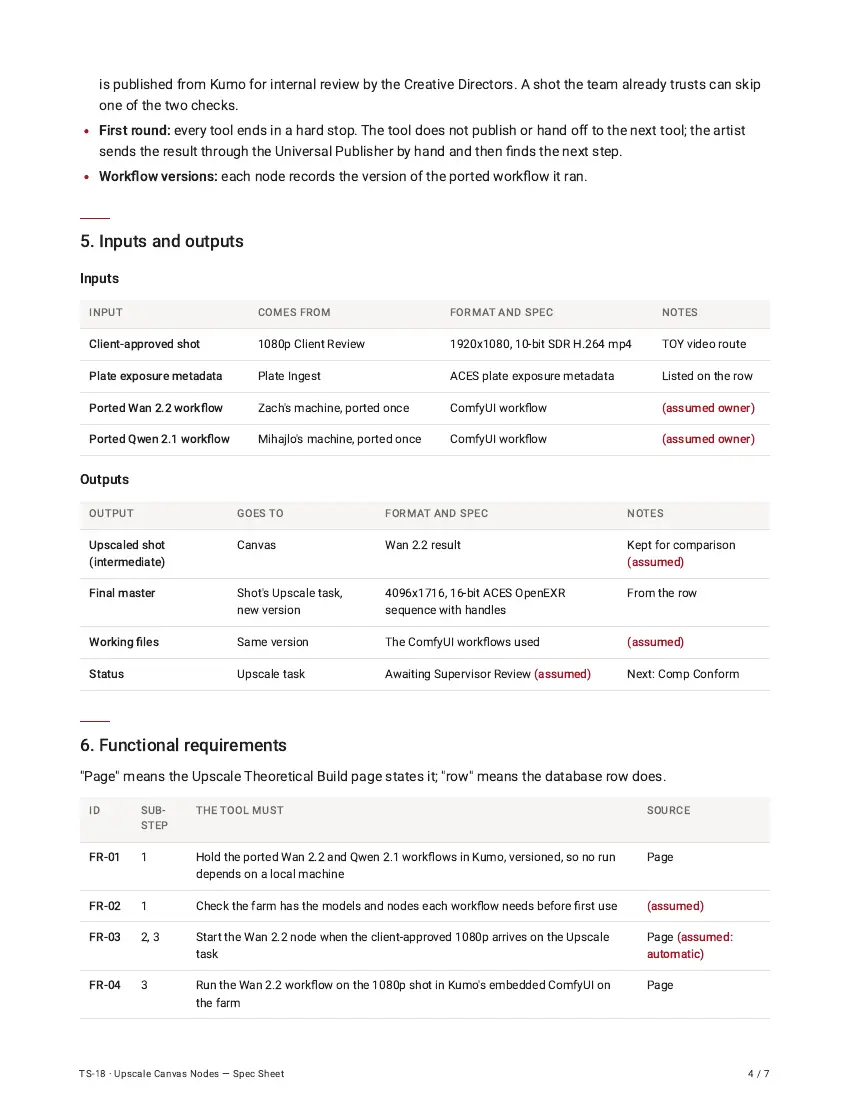 is published from Kumo for internal review by the Creative Directors. A shot the team already trusts can skip
one of the two checks.
• First round: every tool ends in a hard stop. The tool does not publish or hand off to the next tool; the artist
sends the result through the Universal Publisher by hand and then finds the next step.
• Workflow versions: each node records the version of the ported workflow it ran.
5. Inputs and outputs
Inputs
INPUT COMES FROM FORMAT AND SPEC NOTES
Client-approved shot 1080p Client Review 1920x1080, 10-bit SDR H.264 mp4 TOY video route
Plate exposure metadata Plate Ingest ACES plate exposure metadata Listed on the row
Ported Wan 2.2 workflow Zach's machine, ported once ComfyUI workflow (assumed owner)
Ported Qwen 2.1 workflow Mihajlo's machine, ported once ComfyUI workflow (assumed owner)
Outputs
OUTPUT GOES TO FORMAT AND SPEC NOTES
Upscaled shot Canvas Wan 2.2 result Kept for comparison
(intermediate) (assumed)
Final master Shot's Upscale task, 4096x1716, 16-bit ACES OpenEXR From the row
new version sequence with handles
Working files Same version The ComfyUI workflows used (assumed)
Status Upscale task Awaiting Supervisor Review (assumed) Next: Comp Conform
6. Functional requirements
"Page" means the Upscale Theoretical Build page states it; "row" means the database row does.
ID SUB- THE TOOL MUST SOURCE
STEP
FR-01 1 Hold the ported Wan 2.2 and Qwen 2.1 workflows in Kumo, versioned, so no run Page
depends on a local machine
FR-02 1 Check the farm has the models and nodes each workflow needs before first use (assumed)
FR-03 2, 3 Start the Wan 2.2 node when the client-approved 1080p arrives on the Upscale Page (assumed:
task automatic)
FR-04 3 Run the Wan 2.2 workflow on the 1080p shot in Kumo's embedded ComfyUI on Page
the farm
TS-18 · Upscale Canvas Nodes — Spec Sheet 4 / 7